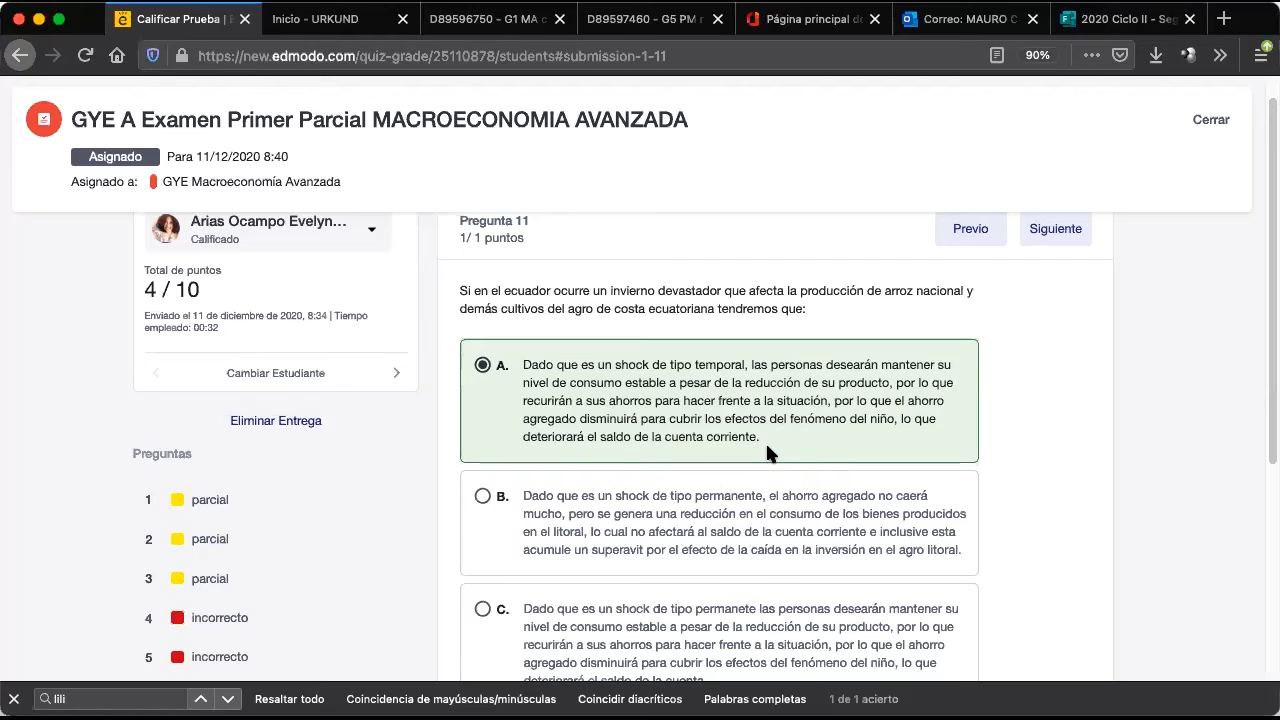 Calificar Prueba | E
Inicio - URKUND
D89596750 - G1 MA c
D89597460 - G5 PM r
Página principal de
Correo: MAURO C
2020 Ciclo II - Seg
https://new.edmodo.com/quiz-grade/25110878/students#submission-1-11
90%
GYE A Examen Primer Parcial MACROECONOMIA AVANZADA
Cerrar
Asignado Para 11/12/2020 8:40
Asignado a: GYE Macroeconomía Avanzada
Arias Ocampo Evelyn...
Calificado
Total de puntos
4 / 10
Enviado el 11 de diciembre de 2020, 8:34 | Tiempo
empleado: 00:32
Cambiar Estudiante
Eliminar Entrega
Preguntas
1 parcial
2 parcial
3 parcial
4 incorrecto
5 incorrecto
Pregunta 11
1/ 1 puntos
Previo
Siguiente
Si en el ecuador ocurre un invierno devastador que afecta la producción de arroz nacional y
demás cultivos del agro de costa ecuatoriana tendremos que:
A. Dado que es un shock de tipo temporal, las personas desearán mantener su
nivel de consumo estable a pesar de la reducción de su producto, por lo que
recurirán a sus ahorros para hacer frente a la situación, por lo que el ahorro
agregado disminuirá para cubrir los efectos del fenómeno del niño, lo que
deteriorará el saldo de la cuenta corriente.
B. Dado que es un shock de tipo permanente, el ahorro agregado no caerá
mucho, pero se genera una reducción en el consumo de los bienes producidos
en el litoral, lo cual no afectará al saldo de la cuenta corriente e inclusive esta
acumule un superavit por el efecto de la caída en la inversión en el agro litoral.
C. Dado que es un shock de tipo permanete las personas desearán mantener su
nivel de consumo estable a pesar de la reducción de su producto, por lo que
recurirán a sus ahorros para hacer frente a la situación, por lo que el ahorro
agregado disminuirá para cubrir los efectos del fenómeno del niño, lo que
deteriorará el saldo de la cuenta
lili
Resaltar todo
Coincidencia de mayúsculas/minúsculas
Coincidir diacríticos
Palabras completas
1 de 1 acierto